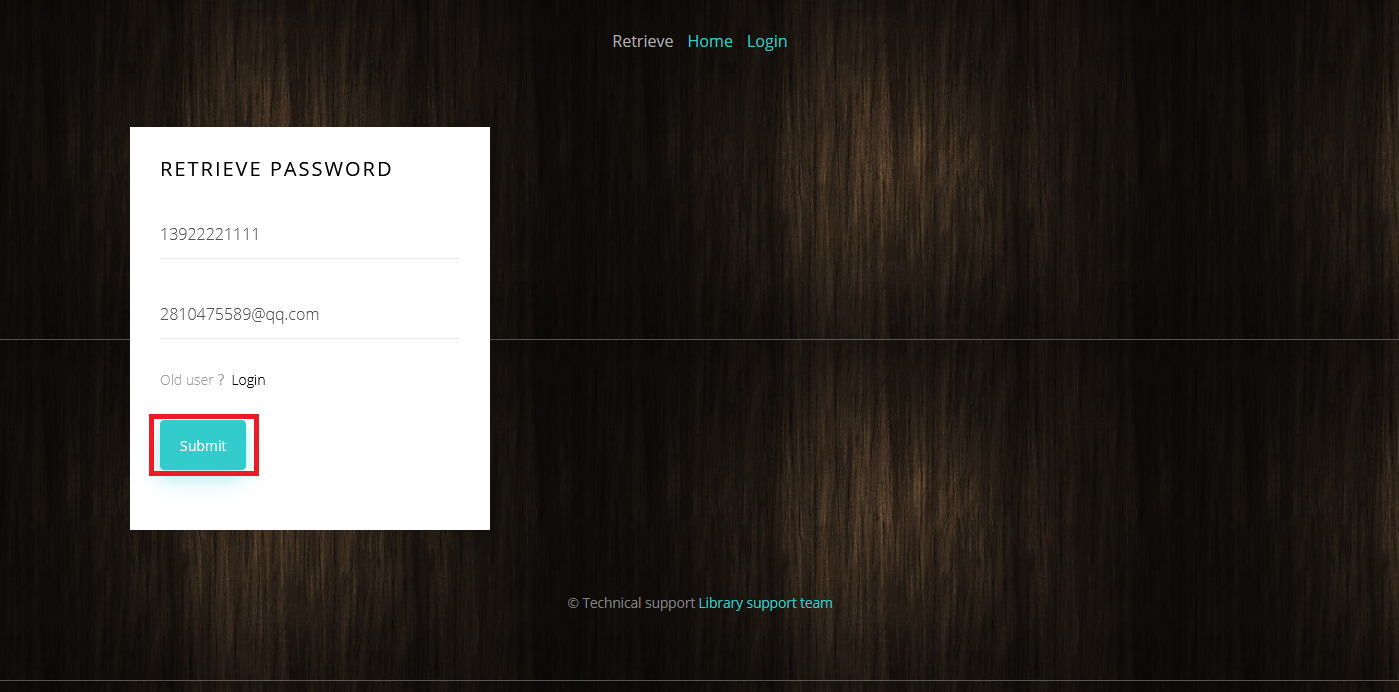 Retrieve Home Login
RETRIEVE PASSWORD
13922221111
2810475589@qq.com
Old user ? Login
Submit
© Technical support Library support team